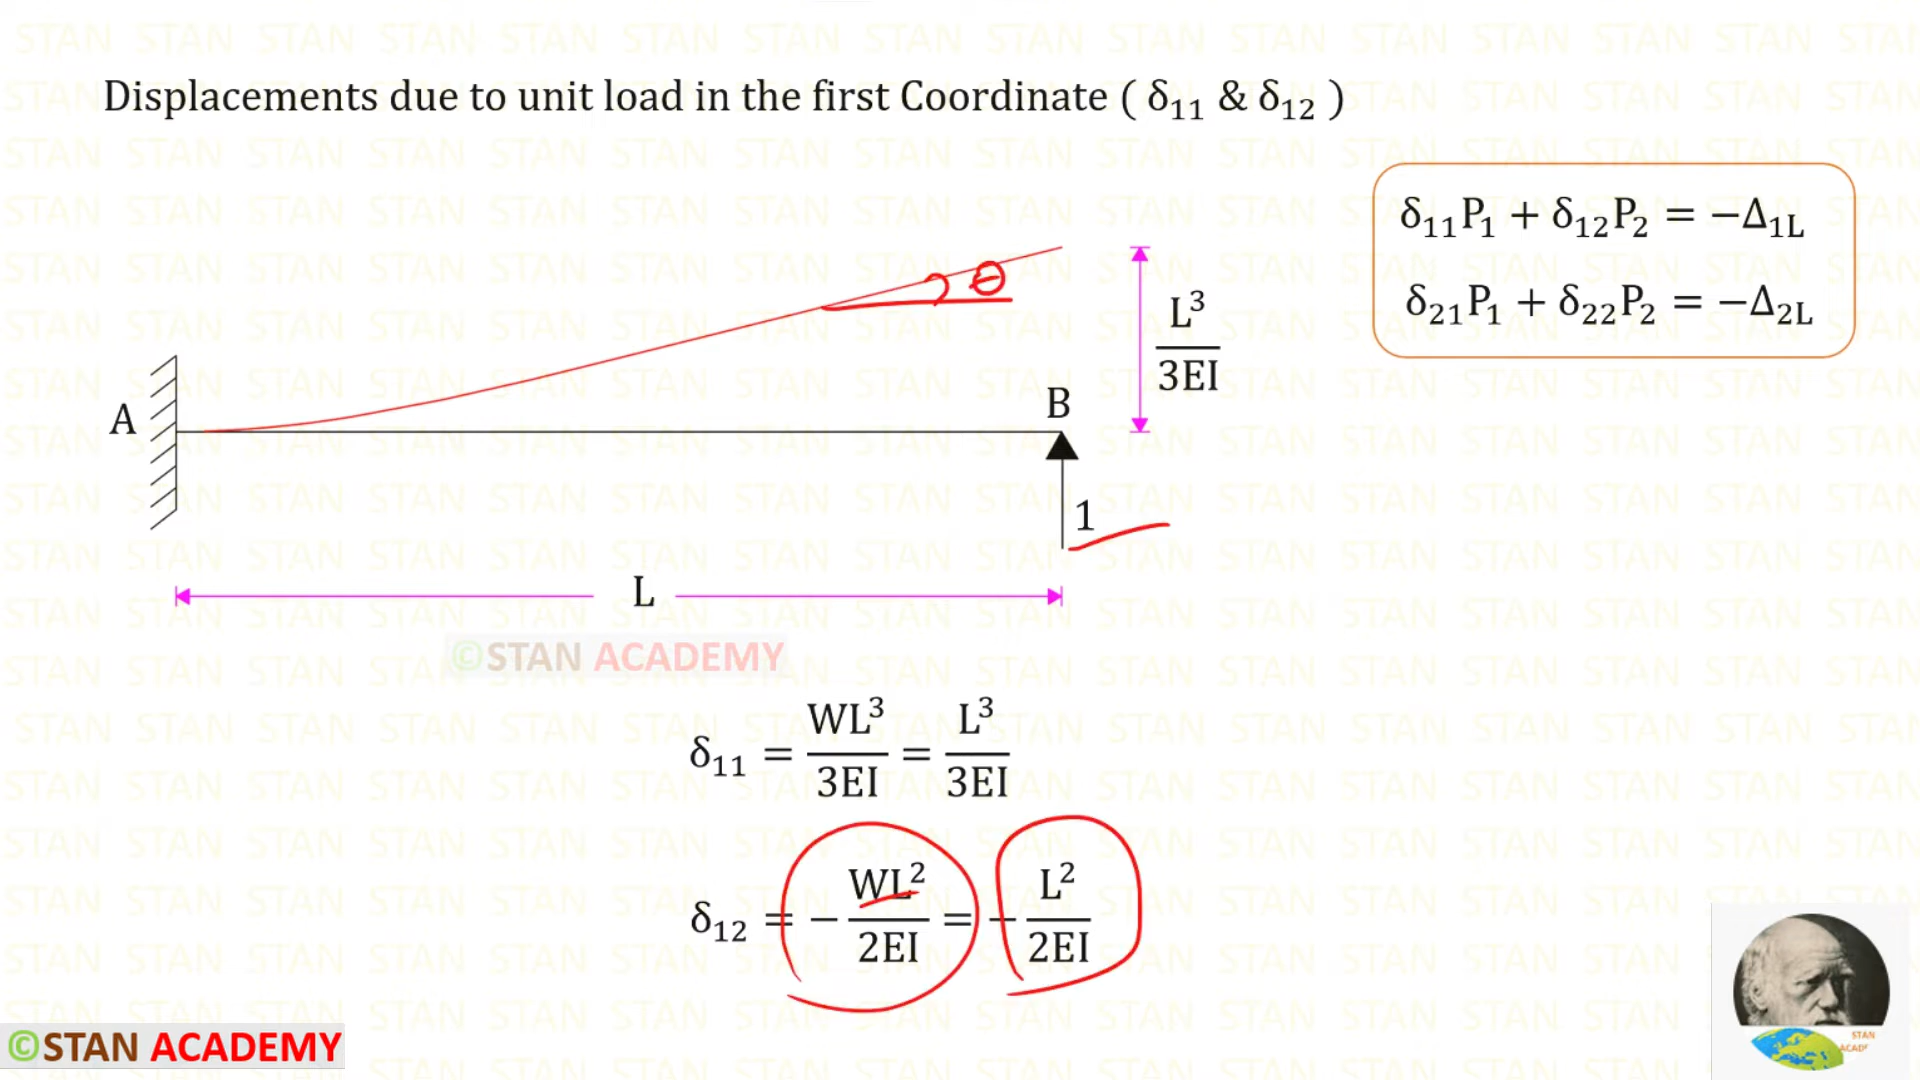 Displacements due to unit load in the first Coordinate ( δ₁₁ & δ₁₂ )
δ₁₁P₁ + δ₁₂P₂ = −Δ₁L
δ₂₁P₁ + δ₂₂P₂ = −Δ₂L
θ
L³/3EI
A
B
1
L
©STAN ACADEMY
δ₁₁ = WL³/3EI = L³/3EI
δ₁₂ = − WL²/2EI = − L²/2EI
©STAN ACADEMY
STAN